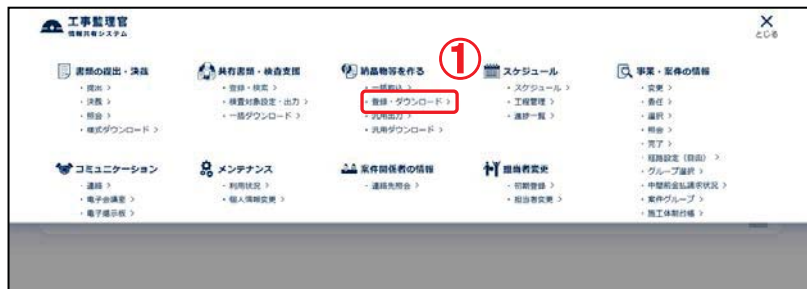 工事監理官
情報共有システム
とじる
書類の提出・決裁
・提出 >
・決裁 >
・照会 >
・様式ダウンロード >
共有書類・検査支援
・登録・検索 >
・検査対象設定・出力 >
・一括ダウンロード >
納品物等を作る
①
・一括取込 >
・登録・ダウンロード >
・汎用出力 >
・汎用ダウンロード >
スケジュール
・スケジュール >
・工程管理 >
・進捗一覧 >
事業・案件の情報
・変更 >
・委任 >
・選択 >
・照会 >
・完了 >
・経路設定（自由） >
・グループ選択 >
・中間前金払請求状況 >
・案件グループ >
・施工体制台帳 >
コミュニケーション
・連絡 >
・電子会議室 >
・電子掲示板 >
メンテナンス
・利用状況 >
・個人情報変更 >
案件関係者の情報
・連絡先照会 >
担当者変更
・初期登録 >
・担当者変更 >